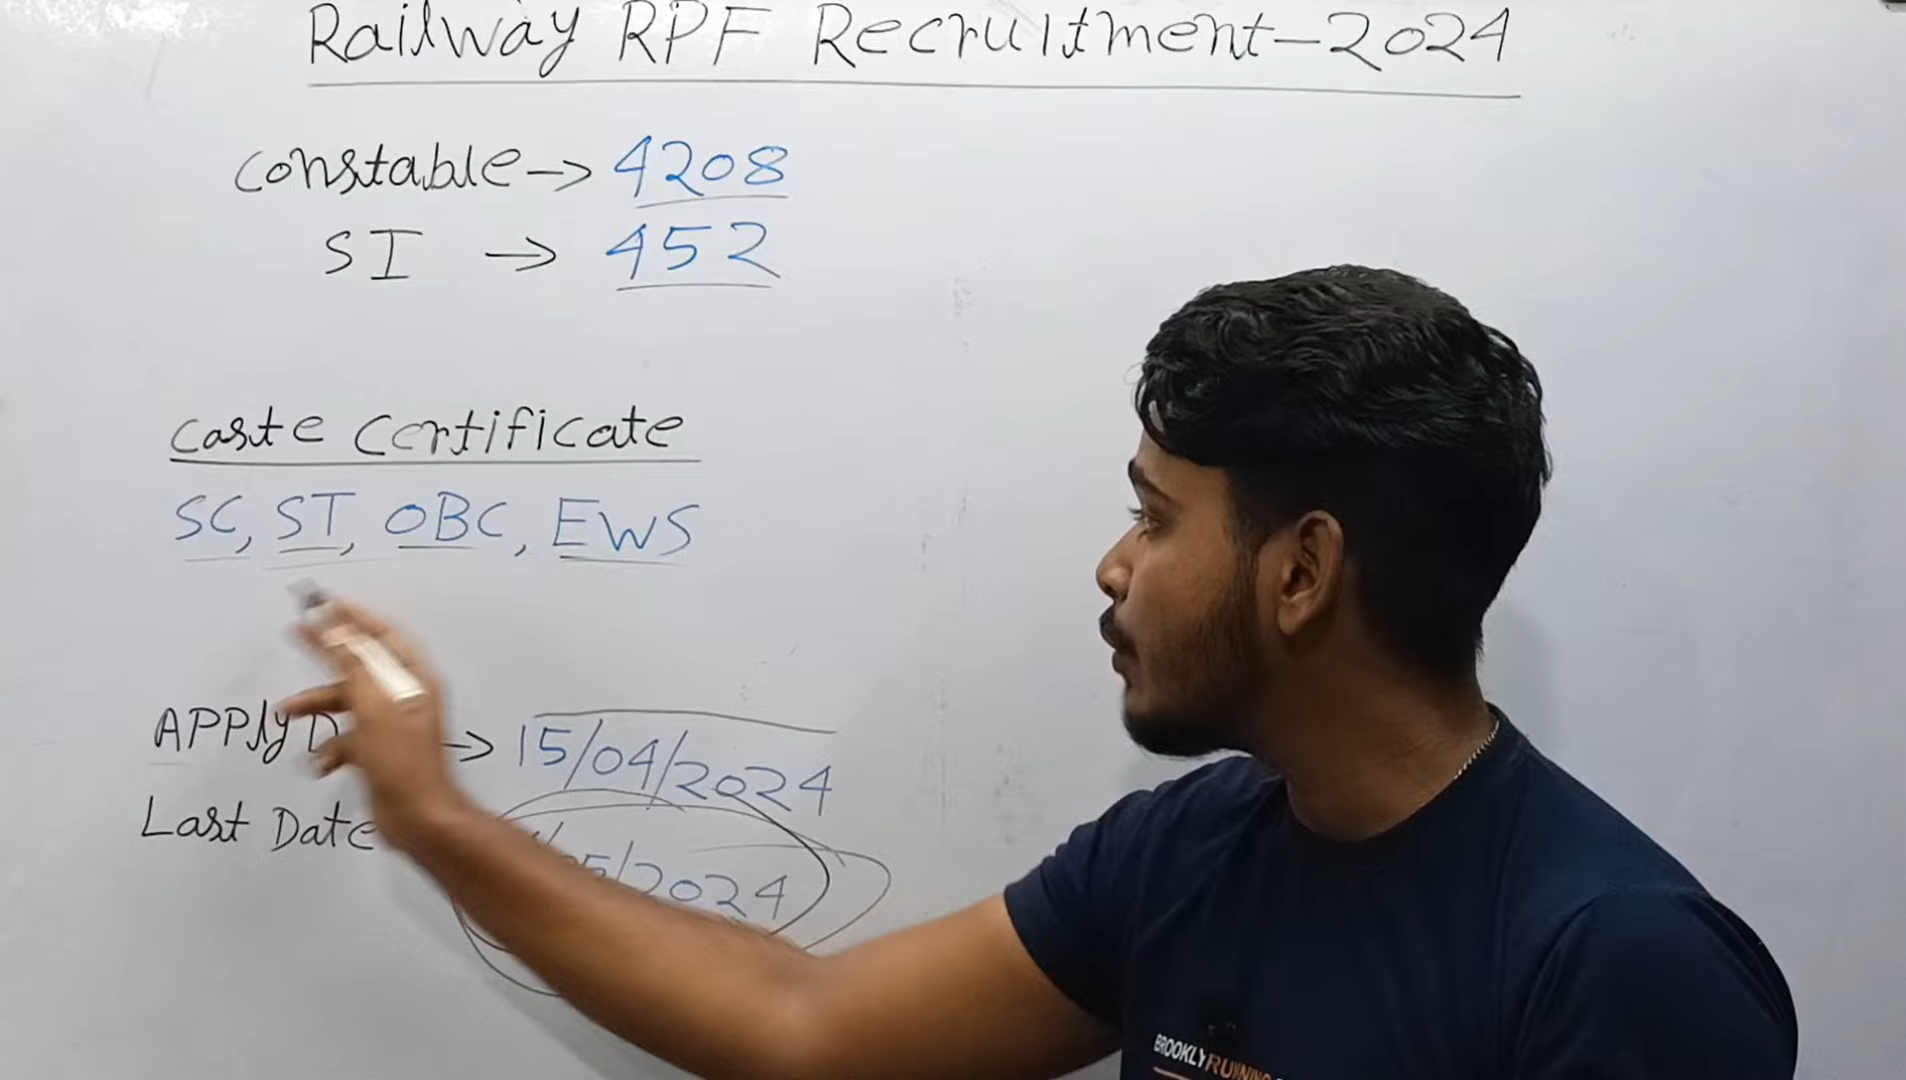 Railway RPF Recruitment-2024
Constable → 4208
SI → 452
Caste Certificate
SC, ST, OBC, EWS
APPly D → 15/04/2024
Last Date /2024
BROOKLY RUNNING